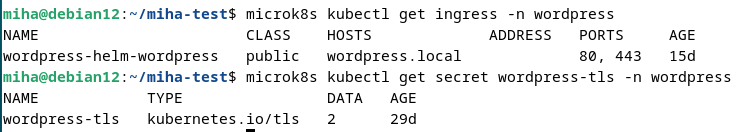 miha@debian12:~/miha-test$ microk8s kubectl get ingress -n wordpress
NAME CLASS HOSTS ADDRESS PORTS AGE
wordpress-helm-wordpress public wordpress.local 80, 443 15d
miha@debian12:~/miha-test$ microk8s kubectl get secret wordpress-tls -n wordpress
NAME TYPE DATA AGE
wordpress-tls kubernetes.io/tls 2 29d